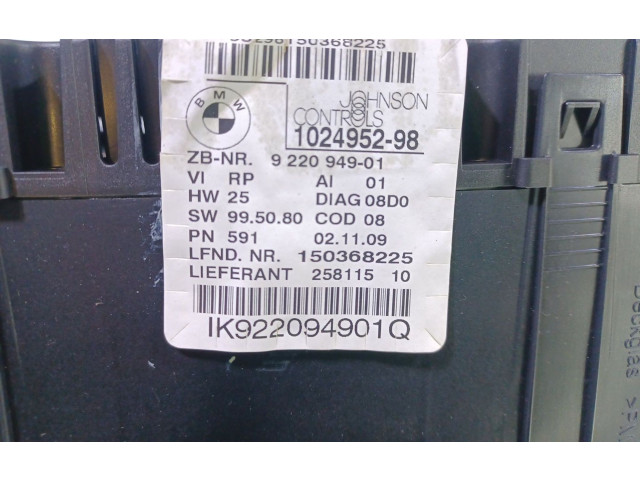 BMW
JOHNSON
CONTROLS
1024952-98
ZB-NR. 9 220 949-01
VI RP AI 01
HW 25 DIAG 08D0
SW 99.50.80 COD 08
PN 591 02.11.09
LFND. NR. 150368225
LIEFERANT 258115 10
IK922094901Q